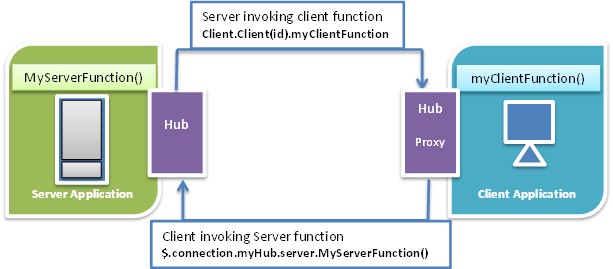 Server invoking client function
Client.Client(id).myClientFunction
MyServerFunction()
myClientFunction()
Hub
Hub
Proxy
Server Application
Client Application
Client invoking Server function
$.connection.myHub.server.MyServerFunction()